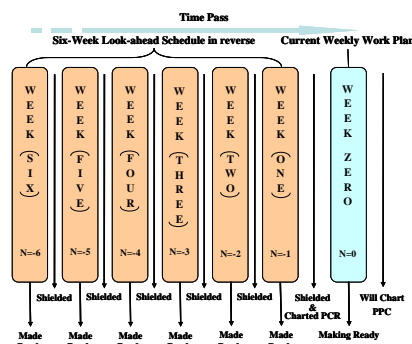 Time Pass
Six-Week Look-ahead Schedule in reverse
Current Weekly Work Plan
WEEK (SIX) N=-6
WEEK (FIVE) N=-5
WEEK (FOUR) N=-4
WEEK (THREE) N=-3
WEEK (TWO) N=-2
WEEK (ONE) N=-1
WEEK ZERO N=0
Shielded Shielded Shielded Shielded Shielded Shielded & Charted PCR
Will Chart PPC
Made Made Made Made Made Made Making Ready